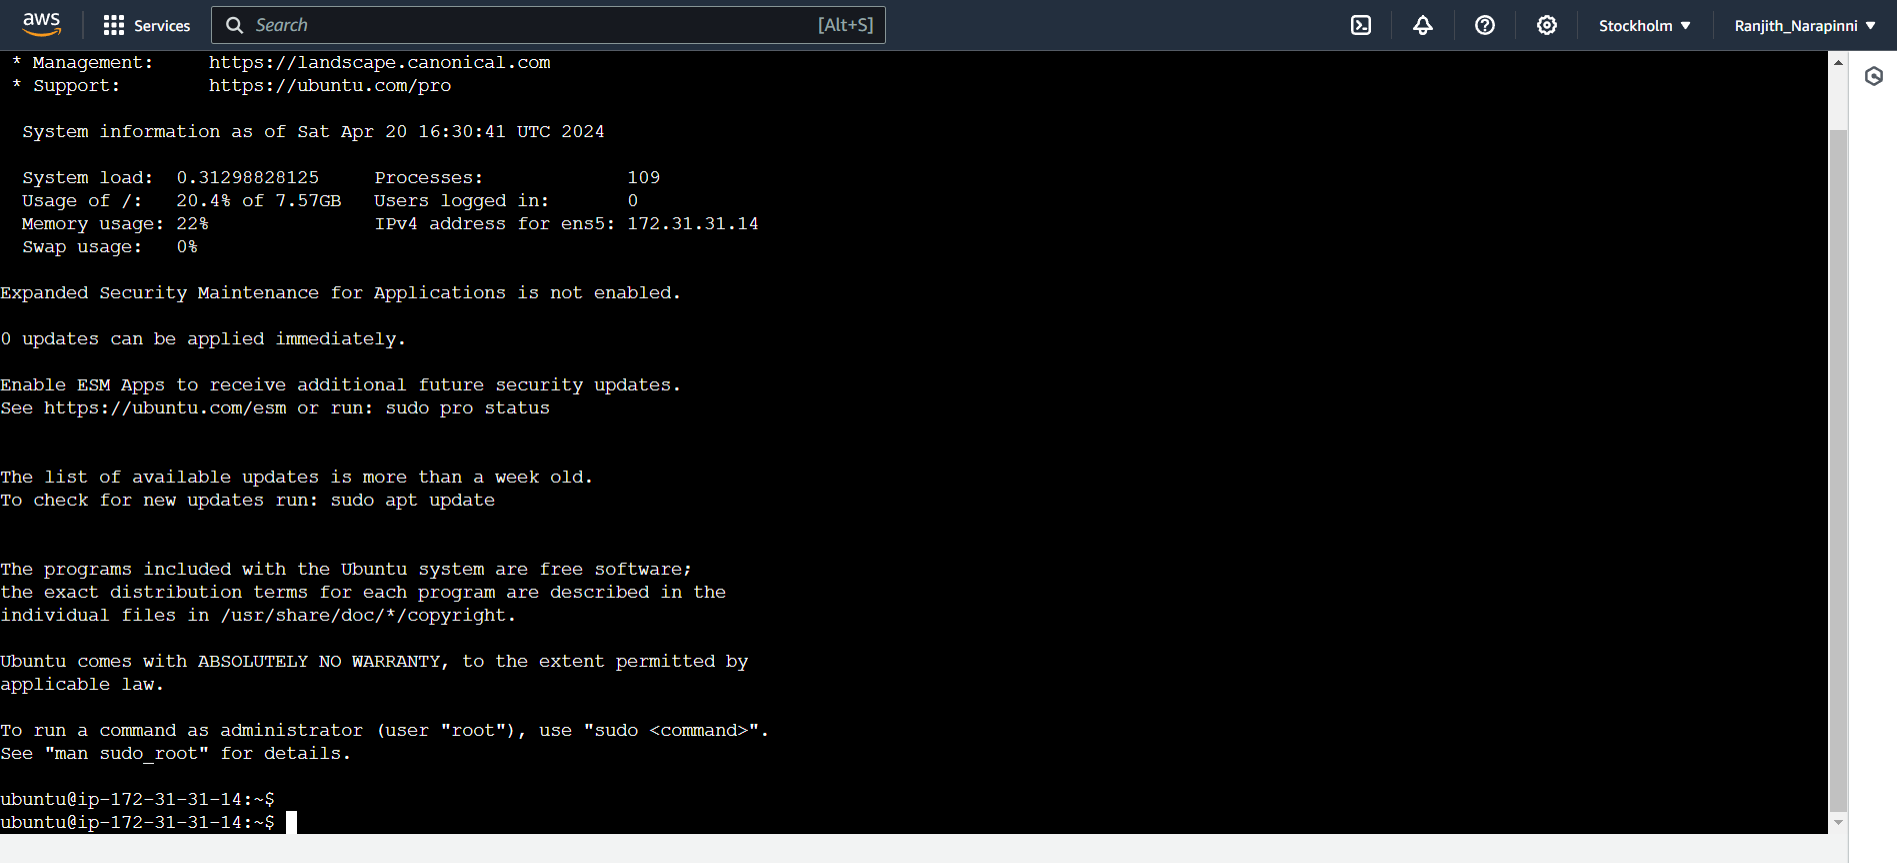 aws Services Search [Alt+S] Stockholm ▼ Ranjith_Narapinni ▼
* Management: https://landscape.canonical.com
* Support: https://ubuntu.com/pro
System information as of Sat Apr 20 16:30:41 UTC 2024
System load: 0.31298828125 Processes: 109
Usage of /: 20.4% of 7.57GB Users logged in: 0
Memory usage: 22% IPv4 address for ens5: 172.31.31.14
Swap usage: 0%
Expanded Security Maintenance for Applications is not enabled.
0 updates can be applied immediately.
Enable ESM Apps to receive additional future security updates.
See https://ubuntu.com/esm or run: sudo pro status
The list of available updates is more than a week old.
To check for new updates run: sudo apt update
The programs included with the Ubuntu system are free software;
the exact distribution terms for each program are described in the
individual files in /usr/share/doc/*/copyright.
Ubuntu comes with ABSOLUTELY NO WARRANTY, to the extent permitted by
applicable law.
To run a command as administrator (user "root"), use "sudo <command>".
See "man sudo_root" for details.
ubuntu@ip-172-31-31-14:~$
ubuntu@ip-172-31-31-14:~$